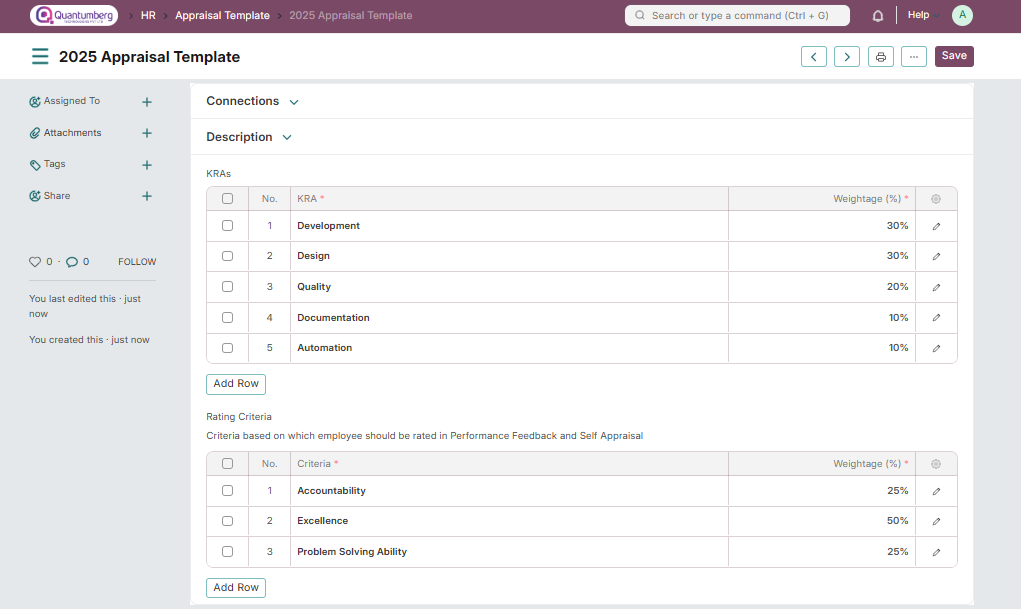 Quantumberg
HR
Appraisal Template
2025 Appraisal Template
Search or type a command (Ctrl + G)
Help
A
2025 Appraisal Template
...
Save
Assigned To +
Attachments +
Tags +
Share +
0 · 0 FOLLOW
You last edited this · just
now
You created this · just now
Connections
Description
KRAs
No. KRA * Weightage (%) *
1 Development 30%
2 Design 30%
3 Quality 20%
4 Documentation 10%
5 Automation 10%
Add Row
Rating Criteria
Criteria based on which employee should be rated in Performance Feedback and Self Appraisal
No. Criteria * Weightage (%) *
1 Accountability 25%
2 Excellence 50%
3 Problem Solving Ability 25%
Add Row